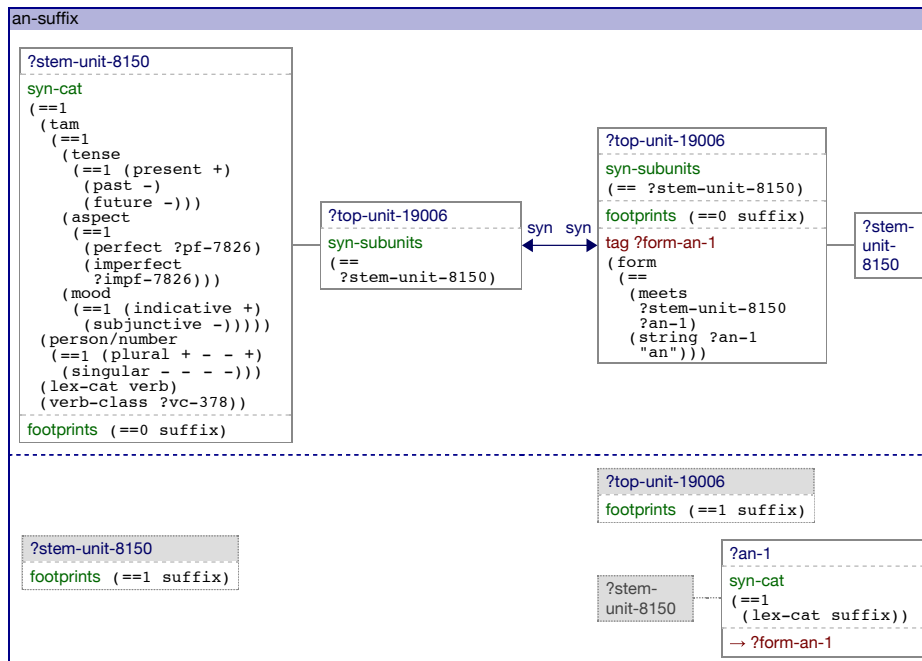 an-suffix
?stem-unit-8150
syn-cat
(==1
(tam
(==1
(tense
(==1 (present +)
(past -)
(future -)))
(aspect
(==1
(perfect ?pf-7826)
(imperfect
?impf-7826)))
(mood
(==1 (indicative +)
(subjunctive -)))))
(person/number
(==1 (plural + - - +)
(singular - - - -)))
(lex-cat verb)
(verb-class ?vc-378))
footprints (==0 suffix)
?top-unit-19006
syn-subunits
(==
?stem-unit-8150)
syn syn
?top-unit-19006
syn-subunits
(== ?stem-unit-8150)
footprints (==0 suffix)
tag ?form-an-1
(form
(==
(meets
?stem-unit-8150
?an-1)
(string ?an-1
"an")))
?stem-
unit-
8150
?stem-unit-8150
footprints (==1 suffix)
?top-unit-19006
footprints (==1 suffix)
?stem-
unit-8150
?an-1
syn-cat
(==1
(lex-cat suffix))
→ ?form-an-1